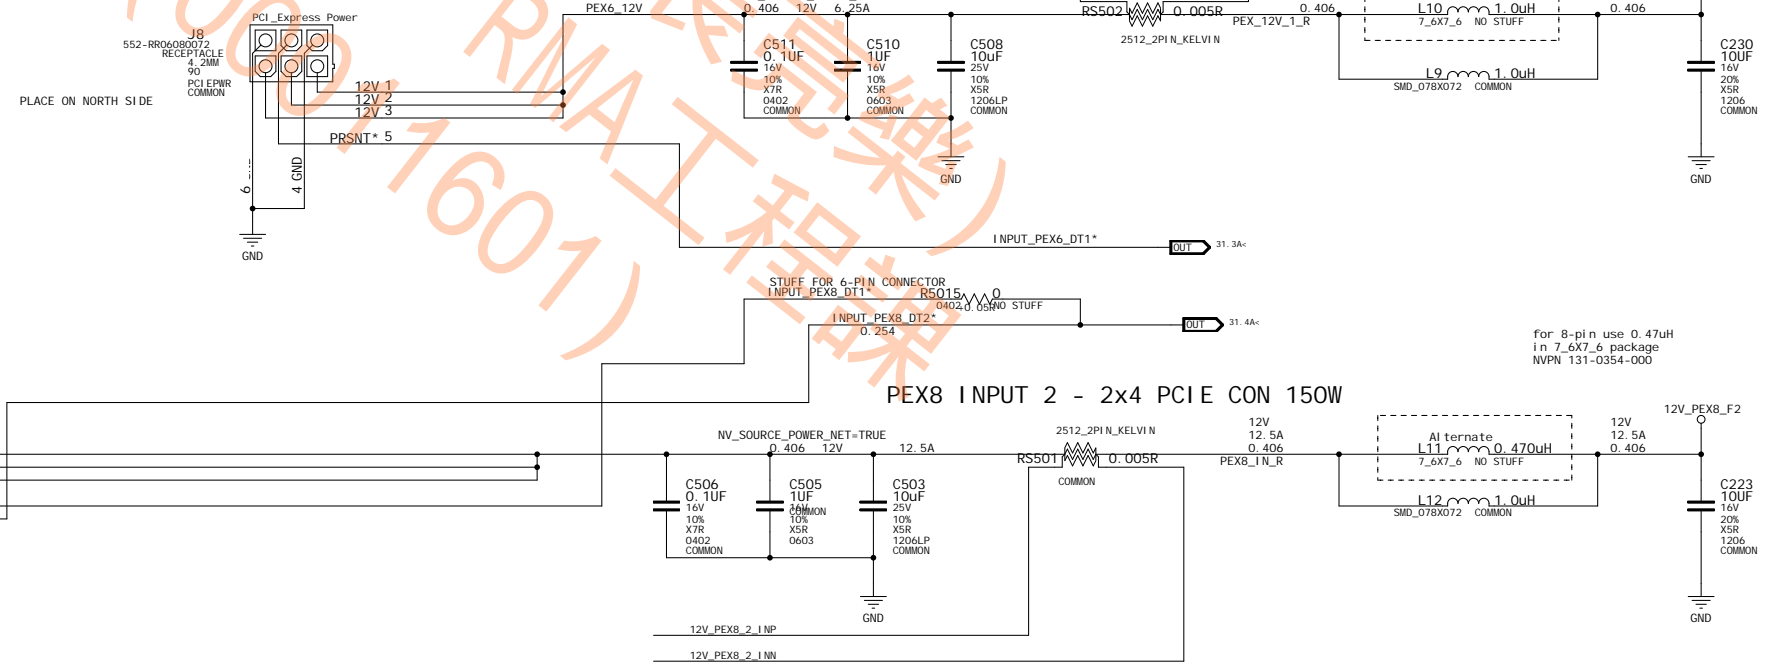 PEX6_12V
0.406 12V 6.25A
RS502 0.005R
2512_2PIN_KELVIN
PEX_12V_1_R
0.406
L10 1.0uH
7_6X7_6 NO STUFF
0.406
L9 1.0uH
SMD_078X072 COMMON
PCI_Express Power
J8
552-RR06080072
RECEPTACLE
4.2MM
90
PCIEPWR
COMMON
PLACE ON NORTH SIDE
12V 1
12V 2
12V 3
PRSNT* 5
6
4 GND
GND
C511
0.1UF
16V
10%
X7R
0402
COMMON
C510
1UF
16V
10%
X5R
0603
COMMON
C508
10uF
25V
10%
X5R
1206LP
COMMON
GND
C230
10UF
16V
20%
X5R
1206
COMMON
GND
INPUT_PEX6_DT1*
OUT 31.3A<
STUFF FOR 6-PIN CONNECTOR
INPUT_PEX8_DT1*
R5015 0
0402 +0.05R NO STUFF
INPUT_PEX8_DT2*
0.254
OUT 31.4A<
for 8-pin use 0.47uH
in 7_6X7_6 package
NVPN 131-0354-000
PEX8 INPUT 2 - 2x4 PCIE CON 150W
NV_SOURCE_POWER_NET=TRUE
0.406 12V 12.5A
2512_2PIN_KELVIN
RS501 0.005R
COMMON
12V
12.5A
0.406
PEX8_IN_R
Alternate
L11 0.470uH
7_6X7_6 NO STUFF
L12 1.0uH
SMD_078X072 COMMON
12V
12.5A
0.406
12V_PEX8_F2
C506
0.1UF
16V
10%
X7R
0402
COMMON
C505
1UF
16V
COMMON
10%
X5R
0603
C503
10uF
25V
10%
X5R
1206LP
COMMON
GND
C223
10UF
16V
20%
X5R
1206
COMMON
GND
12V_PEX8_2_INP
12V_PEX8_2_INN
亮樂)
RMA工程課
11601)